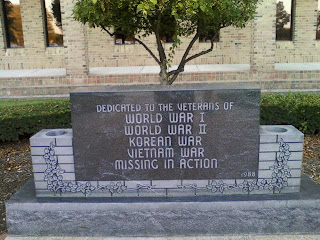 DEDICATED TO THE VETERANS OF
WORLD WAR I
WORLD WAR II
KOREAN WAR
VIETNAM WAR
MISSING IN ACTION
1988